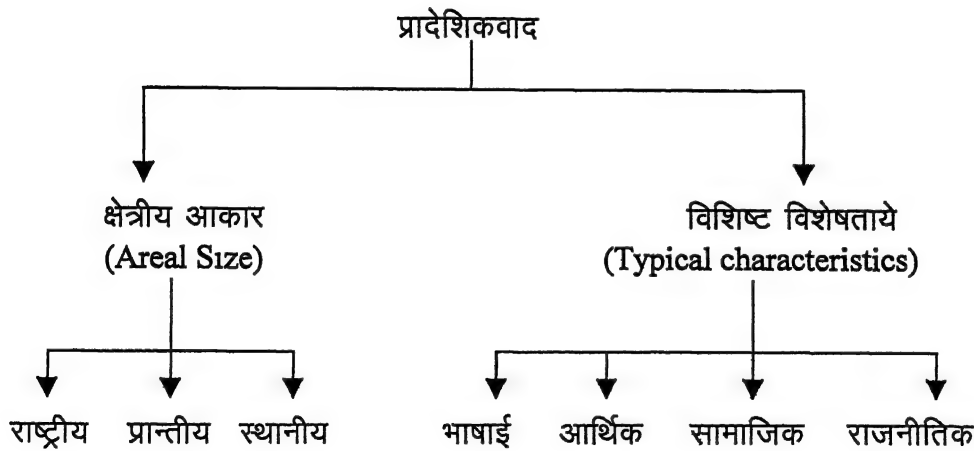 प्रादेशिकवाद
क्षेत्रीय आकार
(Areal Size)
विशिष्ट विशेषताये
(Typical characteristics)
राष्ट्रीय प्रान्तीय स्थानीय भाषाई आर्थिक सामाजिक राजनीतिक